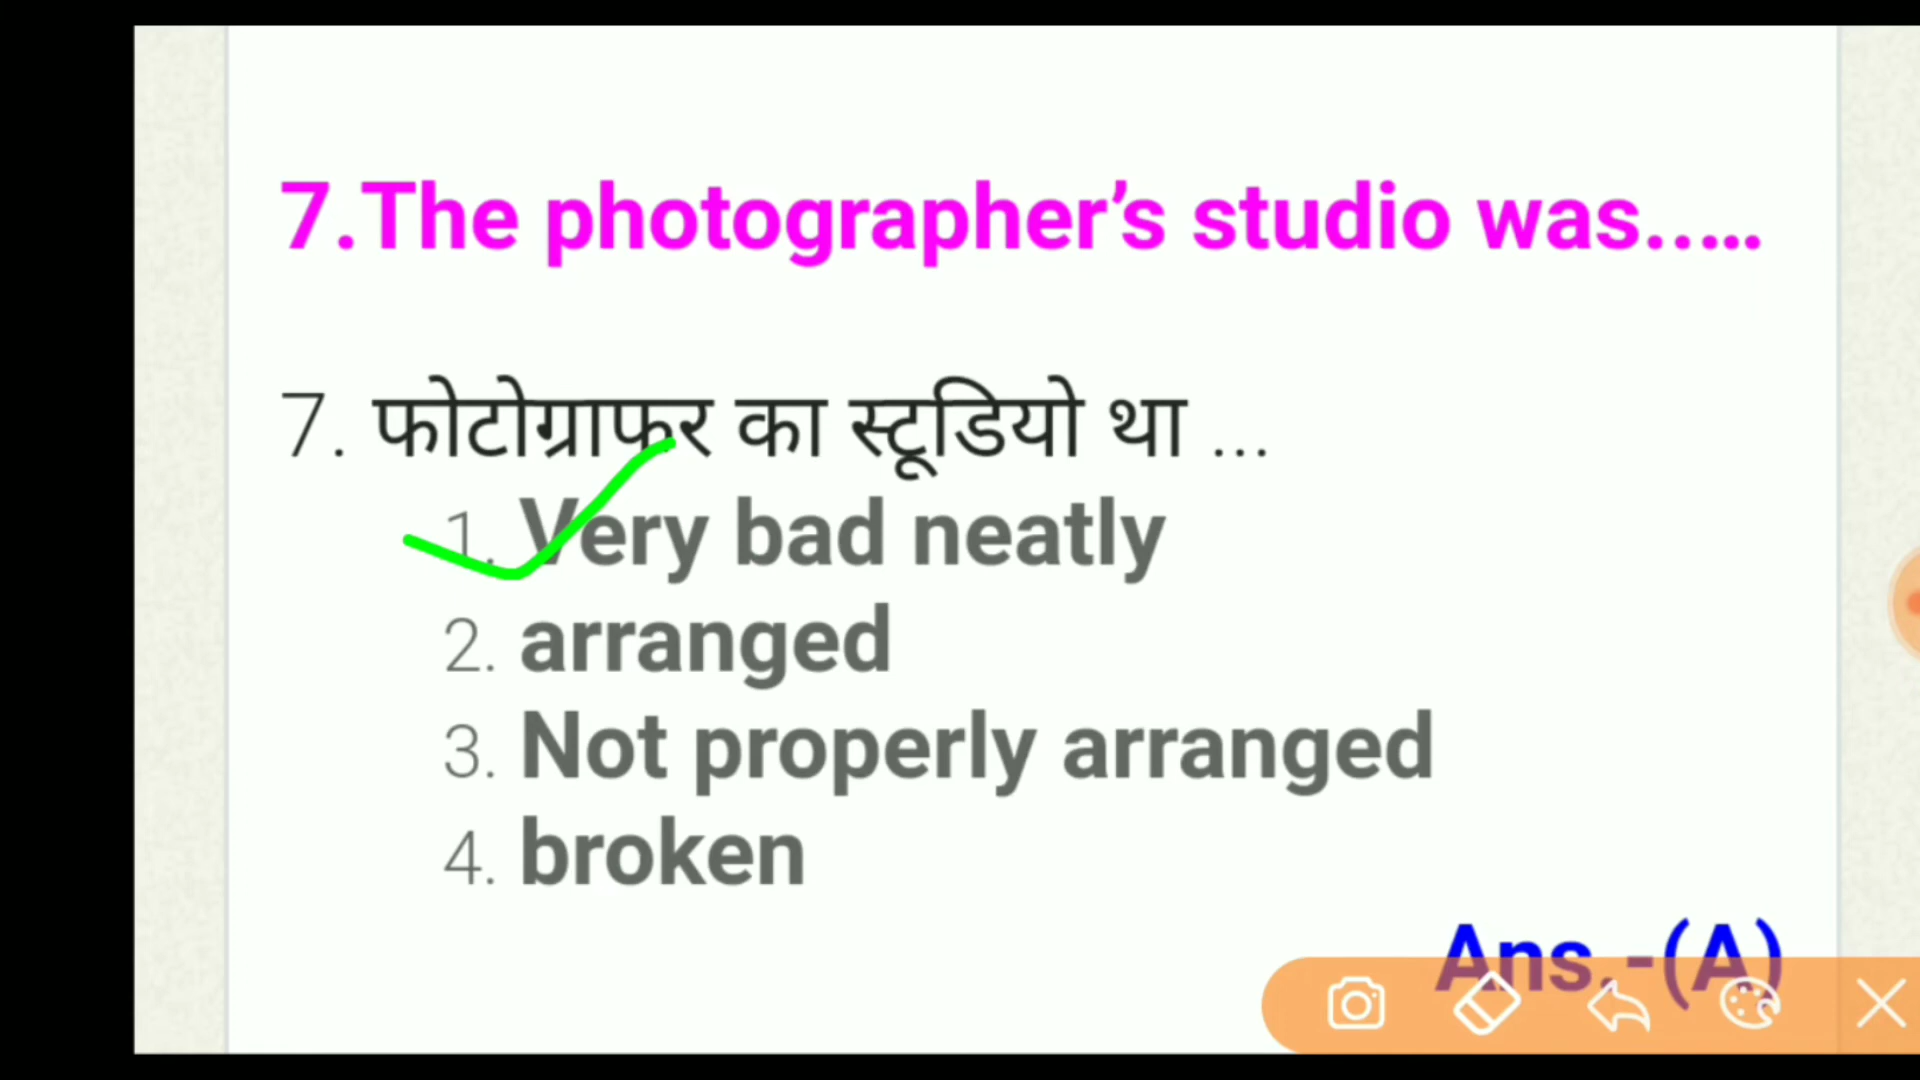 7.The photographer’s studio was.....
7. फोटोग्राफर का स्टूडियो था ...
1. Very bad neatly
2. arranged
3. Not properly arranged
4. broken
Ans.-(A)